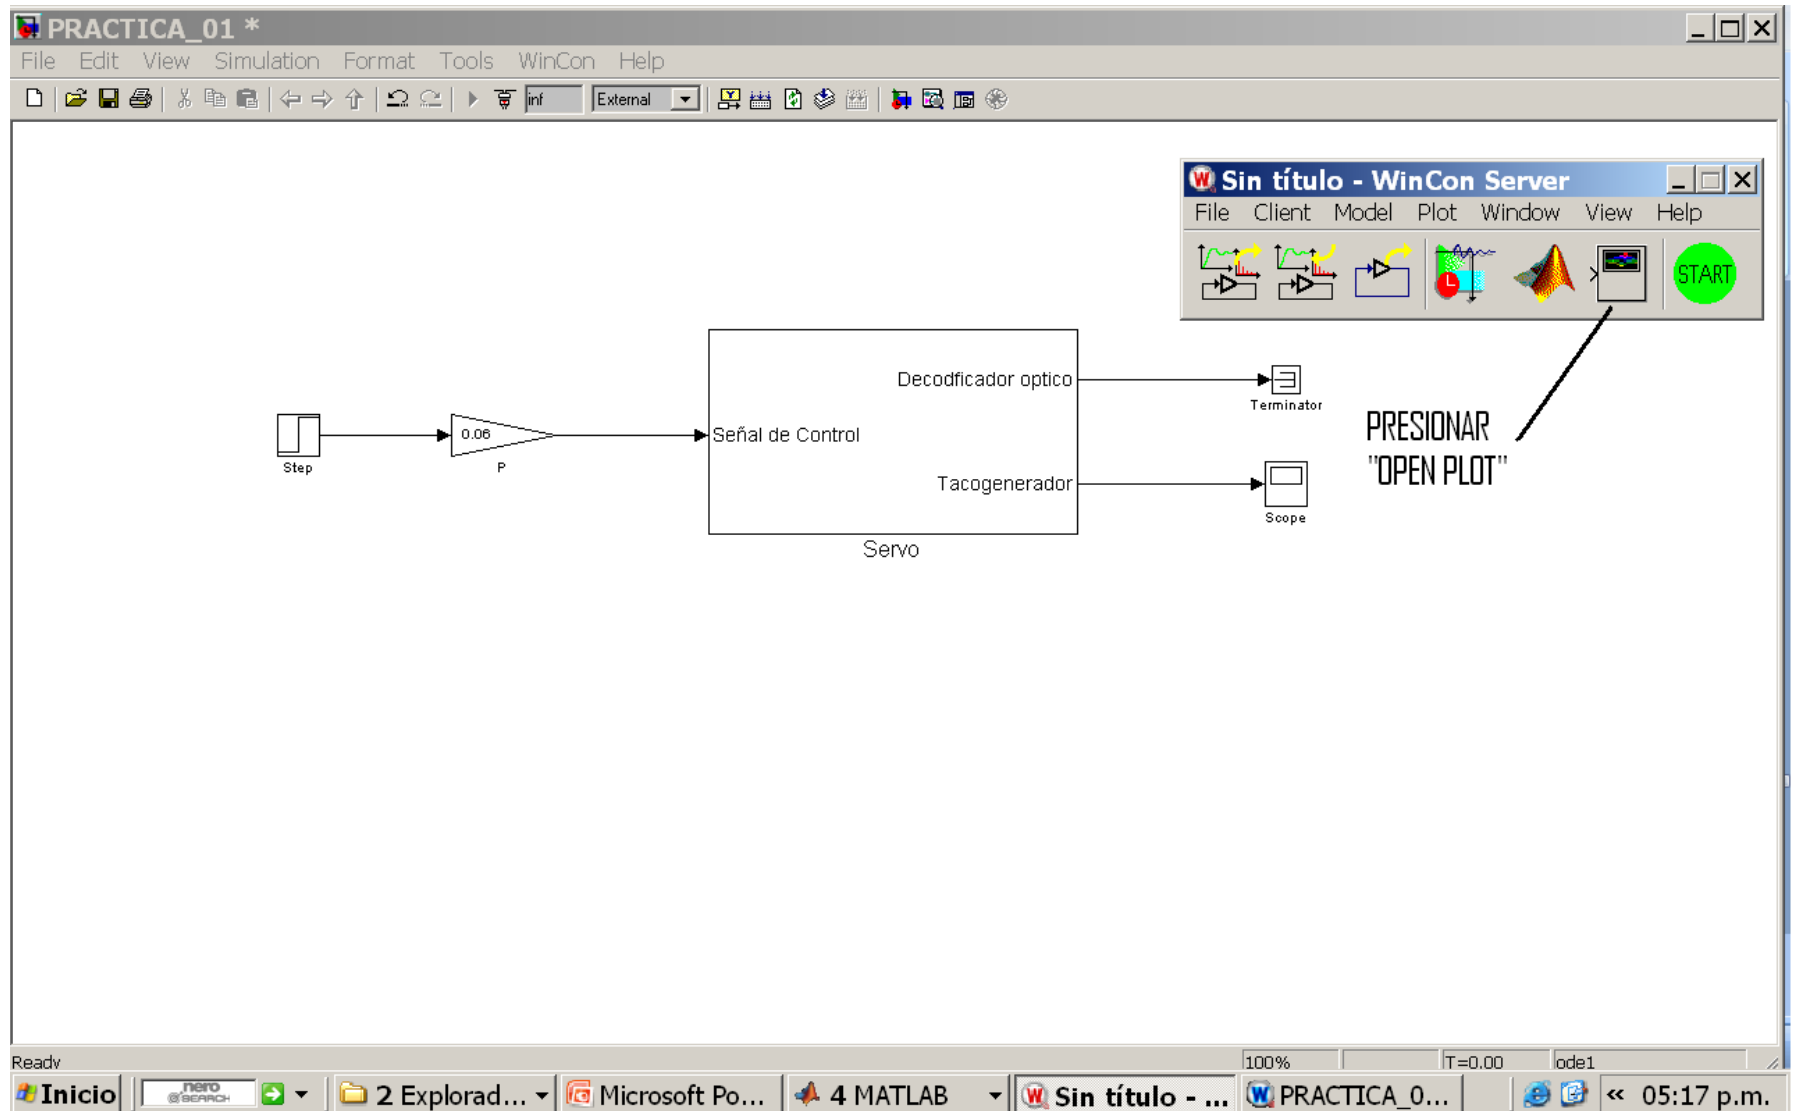 PRACTICA_01 *
File Edit View Simulation Format Tools WinCon Help
inf External
Sin título - WinCon Server
File Client Model Plot Window View Help
START
Decodficador optico
Terminator
PRESIONAR
"OPEN PLOT"
0.06
Señal de Control
Step
P
Tacogenerador
Scope
Servo
Ready 100% T=0.00 ode1
Inicio nero SEARCH 2 Explorad... Microsoft Po... 4 MATLAB Sin título - ... PRACTICA_0... 05:17 p.m.